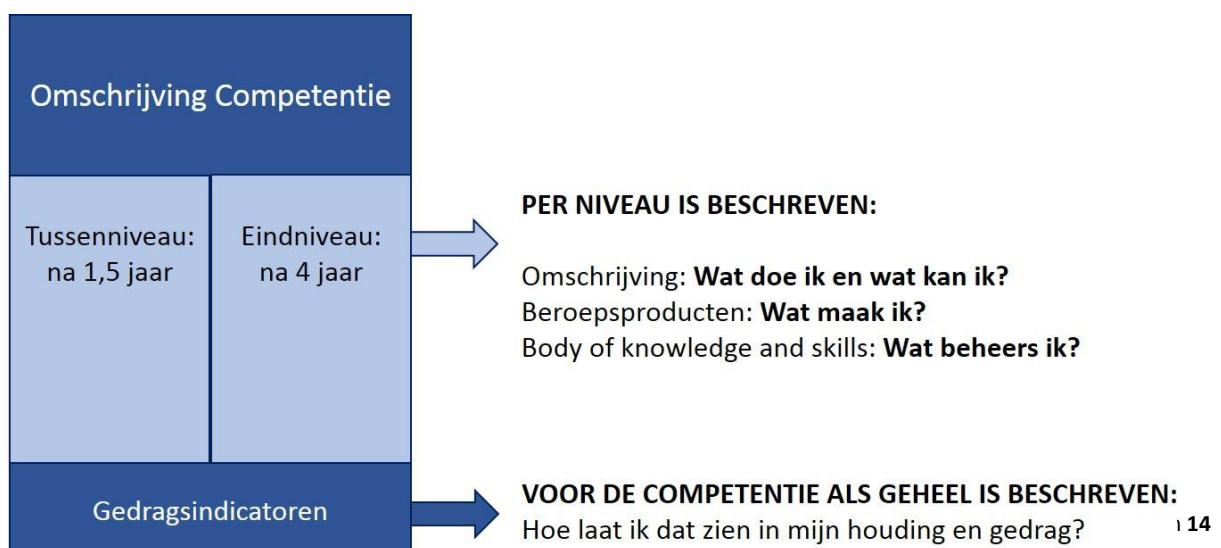 Omschrijving Competentie
Tussenniveau:
na 1,5 jaar
Eindniveau:
na 4 jaar
PER NIVEAU IS BESCHREVEN:
Omschrijving: Wat doe ik en wat kan ik?
Beroepsproducten: Wat maak ik?
Body of knowledge and skills: Wat beheers ik?
Gedragsindicatoren
VOOR DE COMPETENTIE ALS GEHEEL IS BESCHREVEN:
Hoe laat ik dat zien in mijn houding en gedrag?
14